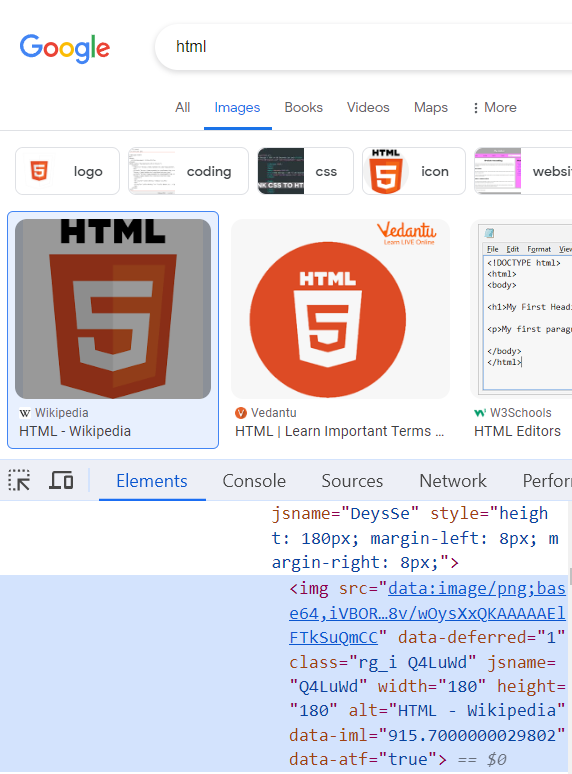 Google
html
All Images Books Videos Maps More
logo coding css icon
NK CSS TO H
HTML
HTML
HTML
Vedantu
Learn LIVE Online
File Edit Format
<!DOCTYPE html>
<html>
<body>
<h1>My First Head
<p>My first paragr
</body>
</html>
W Wikipedia
HTML - Wikipedia
V Vedantu
HTML | Learn Important Terms ...
W3Schools
HTML Editors
Elements Console Sources Network Perfor
jsname="DeysSe" style="heigh
t: 180px; margin-left: 8px; m
argin-right: 8px;">
<img src="data:image/png;bas
e64,iVBOR…8v/wOysXxQKAAAAAEl
FTkSuQmCC" data-deferred="1"
class="rg_i Q4LuWd" jsname=
"Q4LuWd" width="180" height=
"180" alt="HTML - Wikipedia"
data-iml="915.7000000029802"
data-atf="true"> == $0